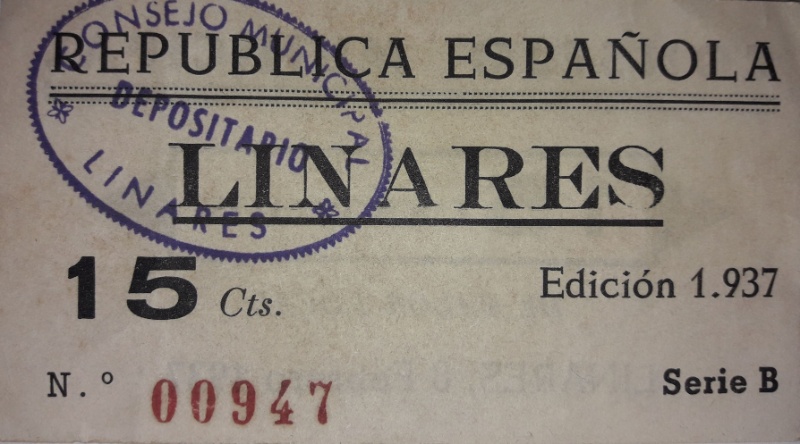 CONSEJO MUNICIPAL
REPUBLICA ESPAÑOLA
DEPOSITARIO
LINARES
LINARES
15 Cts.
Edición 1.937
N.º 00947
Serie B